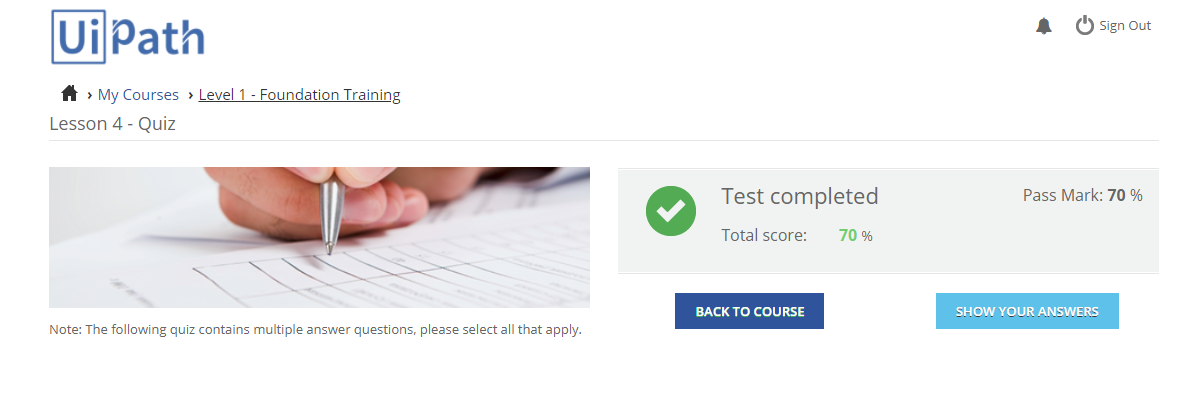 UiPath
Sign Out
› My Courses › Level 1 - Foundation Training
Lesson 4 - Quiz
Test completed
Pass Mark: 70 %
Total score: 70 %
BACK TO COURSE
SHOW YOUR ANSWERS
Note: The following quiz contains multiple answer questions, please select all that apply.